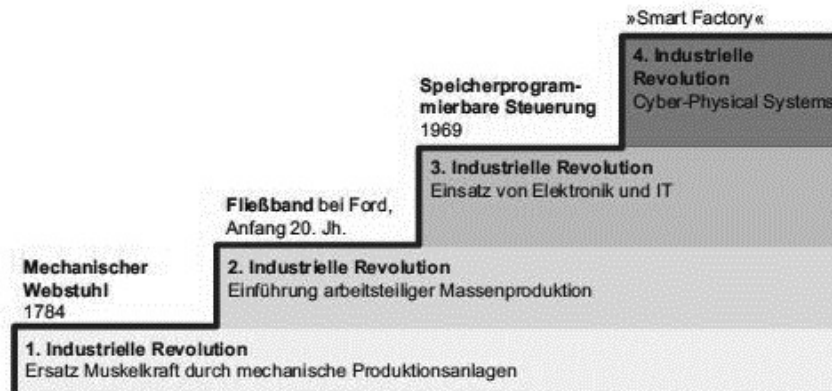 »Smart Factory«
4. Industrielle
Revolution
Cyber-Physical Systems
Speicherprogram-
mierbare Steuerung
1969
3. Industrielle Revolution
Einsatz von Elektronik und IT
Fließband bei Ford,
Anfang 20. Jh.
2. Industrielle Revolution
Einführung arbeitsteiliger Massenproduktion
Mechanischer
Webstuhl
1784
1. Industrielle Revolution
Ersatz Muskelkraft durch mechanische Produktionsanlagen